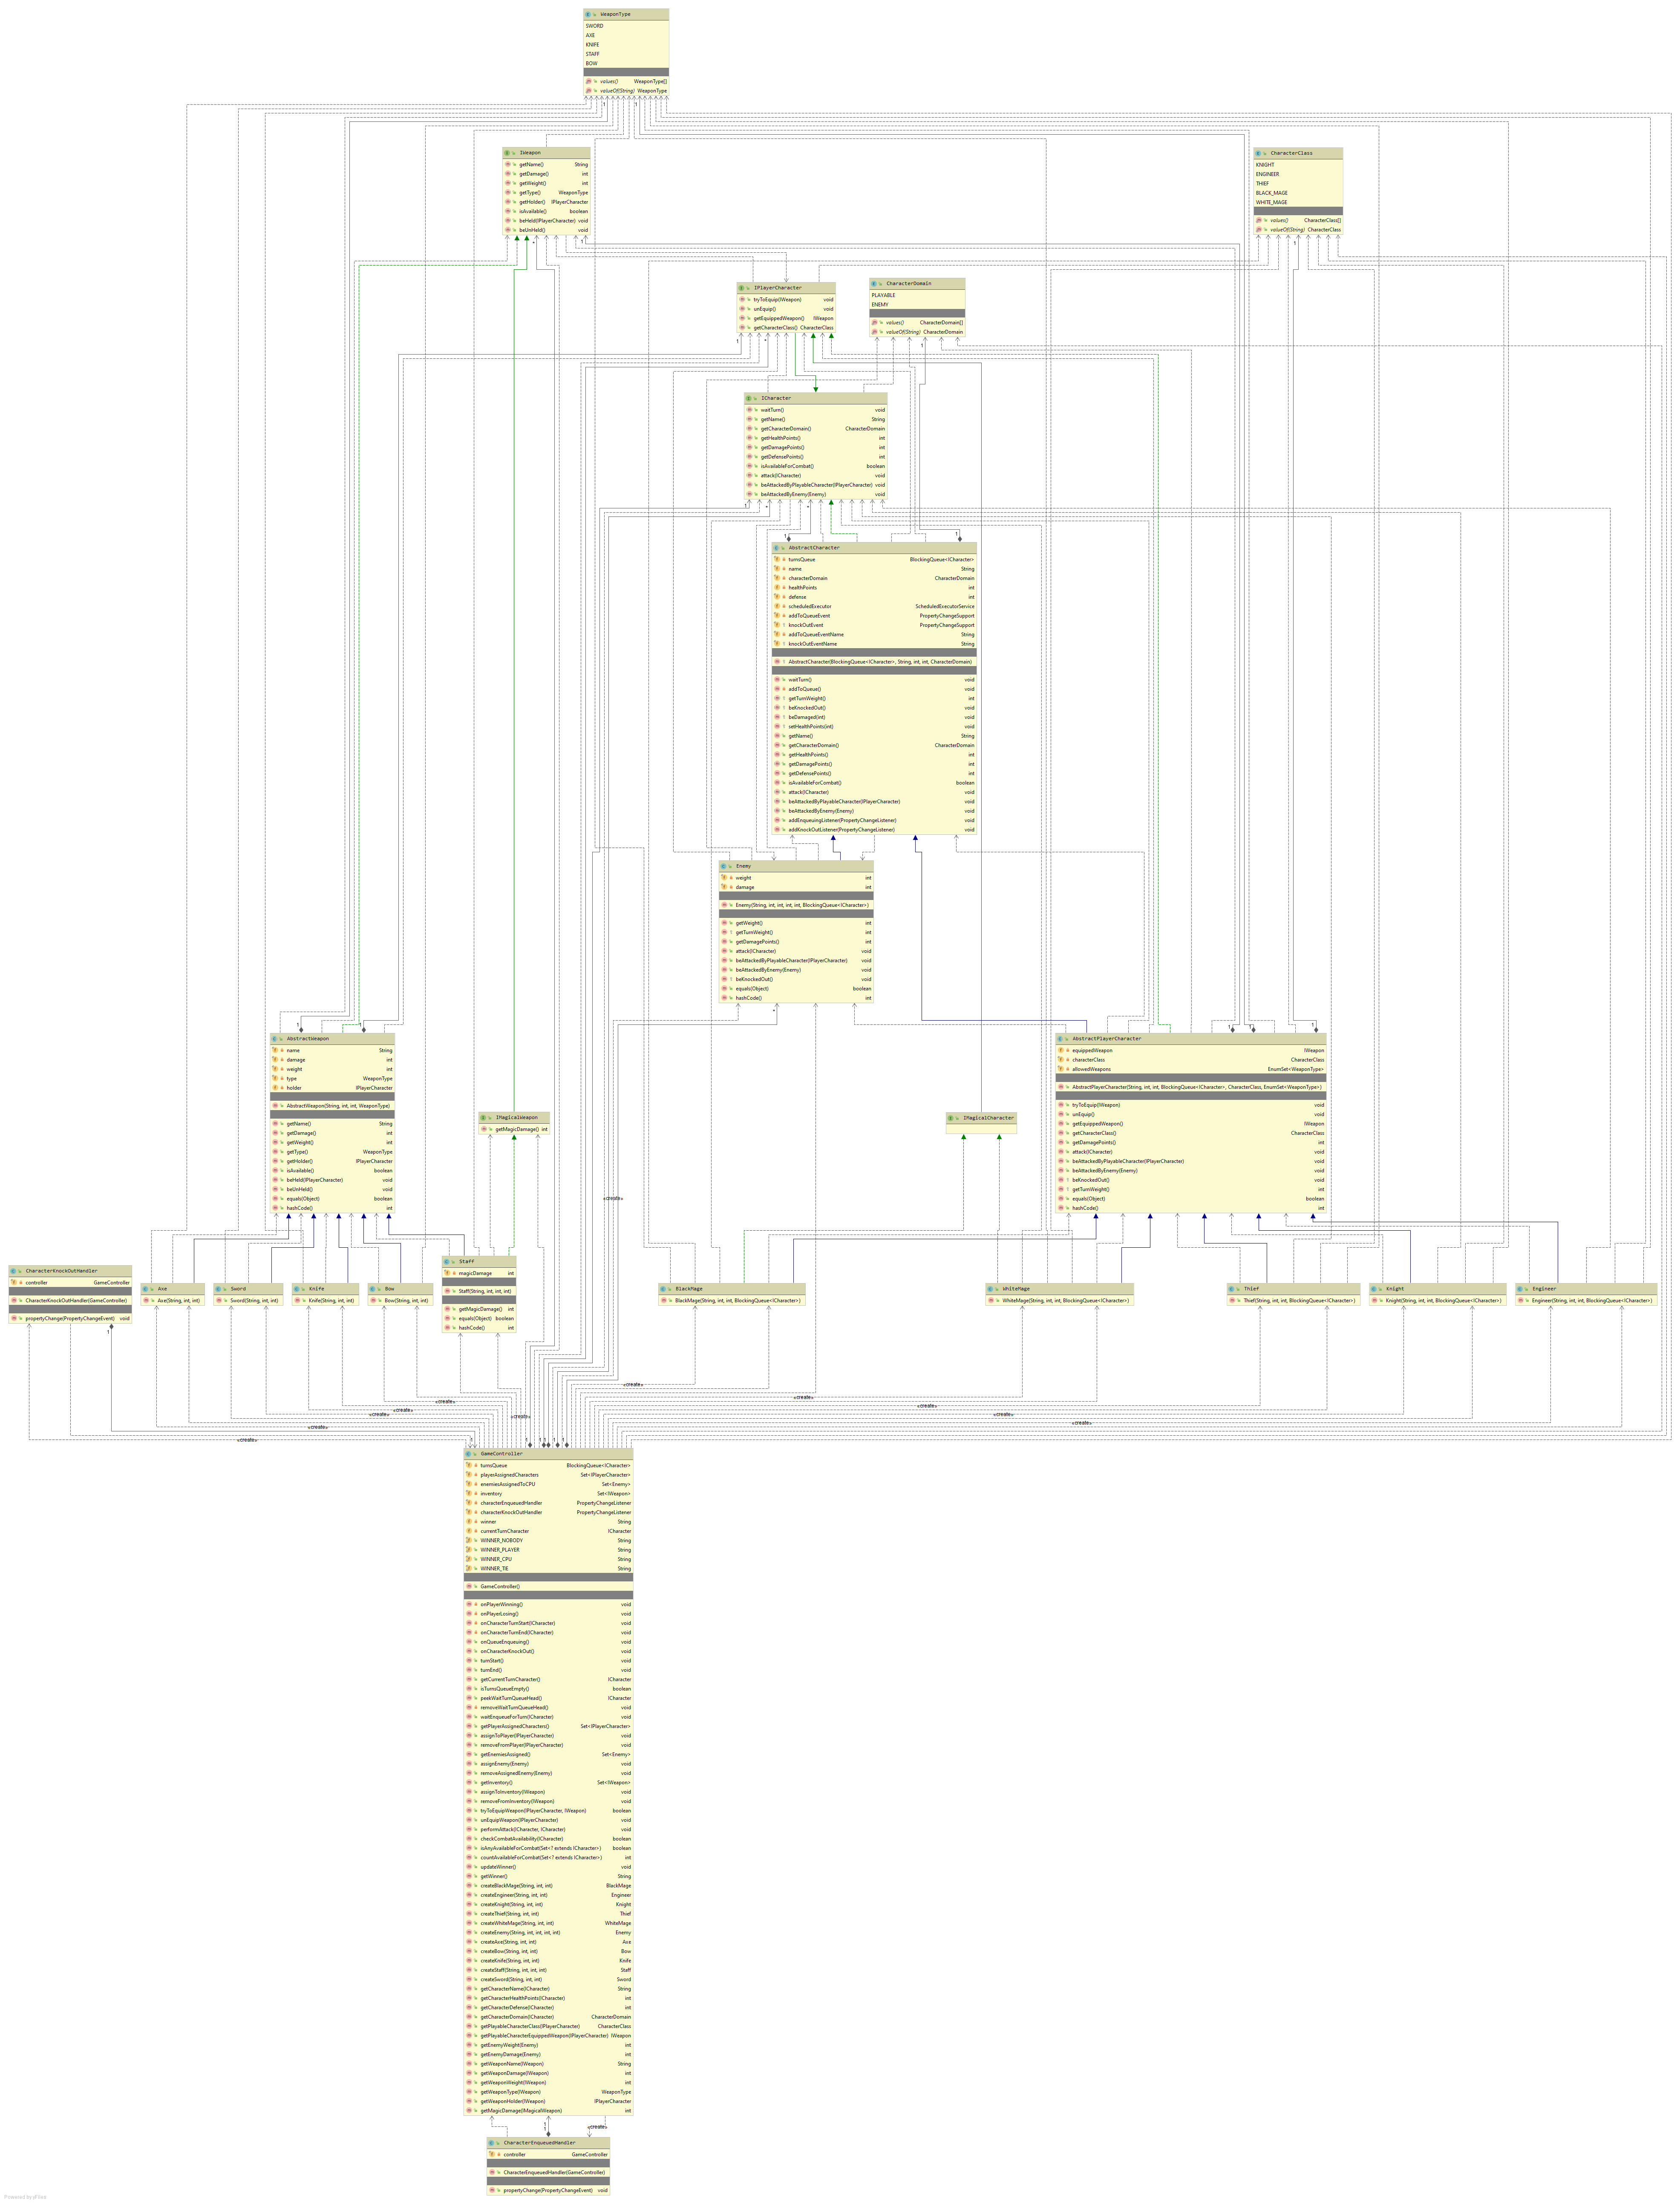 WeaponType
SWORD
AXE
KNIFE
STAFF
BOW
values() WeaponType[]
valueOf(String) WeaponType
1
1
IWeapon
getName() String
getDamage() int
getWeight() int
getType() WeaponType
getHolder() IPlayerCharacter
isAvailable() boolean
beHeld(IPlayerCharacter) void
beUnHeld() void
CharacterClass
KNIGHT
ENGINEER
THIEF
BLACK_MAGE
WHITE_MAGE
values() CharacterClass[]
valueOf(String) CharacterClass
*
1
1
IPlayerCharacter
tryToEquip(IWeapon) void
unEquip() void
getEquippedWeapon() IWeapon
getCharacterClass() CharacterClass
CharacterDomain
PLAYABLE
ENEMY
values() CharacterDomain[]
valueOf(String) CharacterDomain
1
*
1
ICharacter
waitTurn() void
getName() String
getCharacterDomain() CharacterDomain
getHealthPoints() int
getDamagePoints() int
getDefensePoints() int
isAvailableForCombat() boolean
attack(ICharacter) void
beAttackedByPlayableCharacter(IPlayerCharacter) void
beAttackedByEnemy(Enemy) void
1
*
*
1
1
AbstractCharacter
turnsQueue BlockingQueue<ICharacter>
name String
characterDomain CharacterDomain
healthPoints int
defense int
scheduledExecutor ScheduledExecutorService
addToQueueEvent PropertyChangeSupport
knockOutEvent PropertyChangeSupport
addToQueueEventName String
knockOutEventName String
AbstractCharacter(BlockingQueue<ICharacter>, String, int, int, CharacterDomain)
waitTurn() void
addToQueue() void
getTurnWeight() int
beKnockedOut() void
beDamaged(int) void
setHealthPoints(int) void
getName() String
getCharacterDomain() CharacterDomain
getHealthPoints() int
getDamagePoints() int
getDefensePoints() int
isAvailableForCombat() boolean
attack(ICharacter) void
beAttackedByPlayableCharacter(IPlayerCharacter) void
beAttackedByEnemy(Enemy) void
addEnqueuingListener(PropertyChangeListener) void
addKnockOutListener(PropertyChangeListener) void
Enemy
weight int
damage int
Enemy(String, int, int, int, int, BlockingQueue<ICharacter>)
getWeight() int
getTurnWeight() int
getDamagePoints() int
attack(ICharacter) void
beAttackedByPlayableCharacter(IPlayerCharacter) void
beAttackedByEnemy(Enemy) void
beKnockedOut() void
equals(Object) boolean
hashCode() int
*
1
1
1
1
1
AbstractWeapon
name String
damage int
weight int
type WeaponType
holder IPlayerCharacter
AbstractWeapon(String, int, int, WeaponType)
getName() String
getDamage() int
getWeight() int
getType() WeaponType
getHolder() IPlayerCharacter
isAvailable() boolean
beHeld(IPlayerCharacter) void
beUnHeld() void
equals(Object) boolean
hashCode() int
AbstractPlayerCharacter
equippedWeapon IWeapon
characterClass CharacterClass
allowedWeapons EnumSet<WeaponType>
AbstractPlayerCharacter(String, int, int, BlockingQueue<ICharacter>, CharacterClass, EnumSet<WeaponType>)
tryToEquip(IWeapon) void
unEquip() void
getEquippedWeapon() IWeapon
getCharacterClass() CharacterClass
getDamagePoints() int
attack(ICharacter) void
beAttackedByPlayableCharacter(IPlayerCharacter) void
beAttackedByEnemy(Enemy) void
beKnockedOut() void
getTurnWeight() int
equals(Object) boolean
hashCode() int
IMagicalWeapon
getMagicDamage() int
IMagicalCharacter
«create»
CharacterKnockOutHandler
controller GameController
CharacterKnockOutHandler(GameController)
propertyChange(PropertyChangeEvent) void
1
Axe
Axe(String, int, int)
Sword
Sword(String, int, int)
Knife
Knife(String, int, int)
Bow
Bow(String, int, int)
Staff
magicDamage int
Staff(String, int, int, int)
getMagicDamage() int
equals(Object) boolean
hashCode() int
BlackMage
BlackMage(String, int, int, BlockingQueue<ICharacter>)
WhiteMage
WhiteMage(String, int, int, BlockingQueue<ICharacter>)
Thief
Thief(String, int, int, BlockingQueue<ICharacter>)
Knight
Knight(String, int, int, BlockingQueue<ICharacter>)
Engineer
Engineer(String, int, int, BlockingQueue<ICharacter>)
«create»
«create»
«create»
«create»
«create»
«create»
«create»
«create»
«create»
«create»
1
1
1
1
1
1
GameController
turnsQueue BlockingQueue<ICharacter>
playerAssignedCharacters Set<IPlayerCharacter>
enemiesAssignedToCPU Set<Enemy>
inventory Set<IWeapon>
characterEnqueuedHandler PropertyChangeListener
characterKnockOutHandler PropertyChangeListener
winner String
currentTurnCharacter ICharacter
WINNER_NOBODY String
WINNER_PLAYER String
WINNER_CPU String
WINNER_TIE String
GameController()
onPlayerWinning() void
onPlayerLosing() void
onCharacterTurnStart(ICharacter) void
onCharacterTurnEnd(ICharacter) void
onQueueEnqueuing() void
onCharacterKnockOut() void
turnStart() void
turnEnd() void
getCurrentTurnCharacter() ICharacter
isTurnsQueueEmpty() boolean
peekWaitTurnQueueHead() ICharacter
removeWaitTurnQueueHead() void
waitEnqueueForTurn(ICharacter) void
getPlayerAssignedCharacters() Set<IPlayerCharacter>
assignToPlayer(IPlayerCharacter) void
removeFromPlayer(IPlayerCharacter) void
getEnemiesAssigned() Set<Enemy>
assignEnemy(Enemy) void
removeAssignedEnemy(Enemy) void
getInventory() Set<IWeapon>
assignToInventory(IWeapon) void
removeFromInventory(IWeapon) void
tryToEquipWeapon(IPlayerCharacter, IWeapon) boolean
unEquipWeapon(IPlayerCharacter) void
performAttack(ICharacter, ICharacter) void
checkCombatAvailability(ICharacter) boolean
isAnyAvailableForCombat(Set<? extends ICharacter>) boolean
countAvailableForCombat(Set<? extends ICharacter>) int
updateWinner() void
getWinner() String
createBlackMage(String, int, int) BlackMage
createEngineer(String, int, int) Engineer
createKnight(String, int, int) Knight
createThief(String, int, int) Thief
createWhiteMage(String, int, int) WhiteMage
createEnemy(String, int, int, int, int) Enemy
createAxe(String, int, int) Axe
createBow(String, int, int) Bow
createKnife(String, int, int) Knife
createStaff(String, int, int, int) Staff
createSword(String, int, int) Sword
getCharacterName(ICharacter) String
getCharacterHealthPoints(ICharacter) int
getCharacterDefense(ICharacter) int
getCharacterDomain(ICharacter) CharacterDomain
getPlayableCharacterClass(IPlayerCharacter) CharacterClass
getPlayableCharacterEquippedWeapon(IPlayerCharacter) IWeapon
getEnemyWeight(Enemy) int
getEnemyDamage(Enemy) int
getWeaponName(IWeapon) String
getWeaponDamage(IWeapon) int
getWeaponWeight(IWeapon) int
getWeaponType(IWeapon) WeaponType
getWeaponHolder(IWeapon) IPlayerCharacter
getMagicDamage(IMagicalWeapon) int
1
1
«create»
CharacterEnqueuedHandler
controller GameController
CharacterEnqueuedHandler(GameController)
propertyChange(PropertyChangeEvent) void
Powered by yFiles